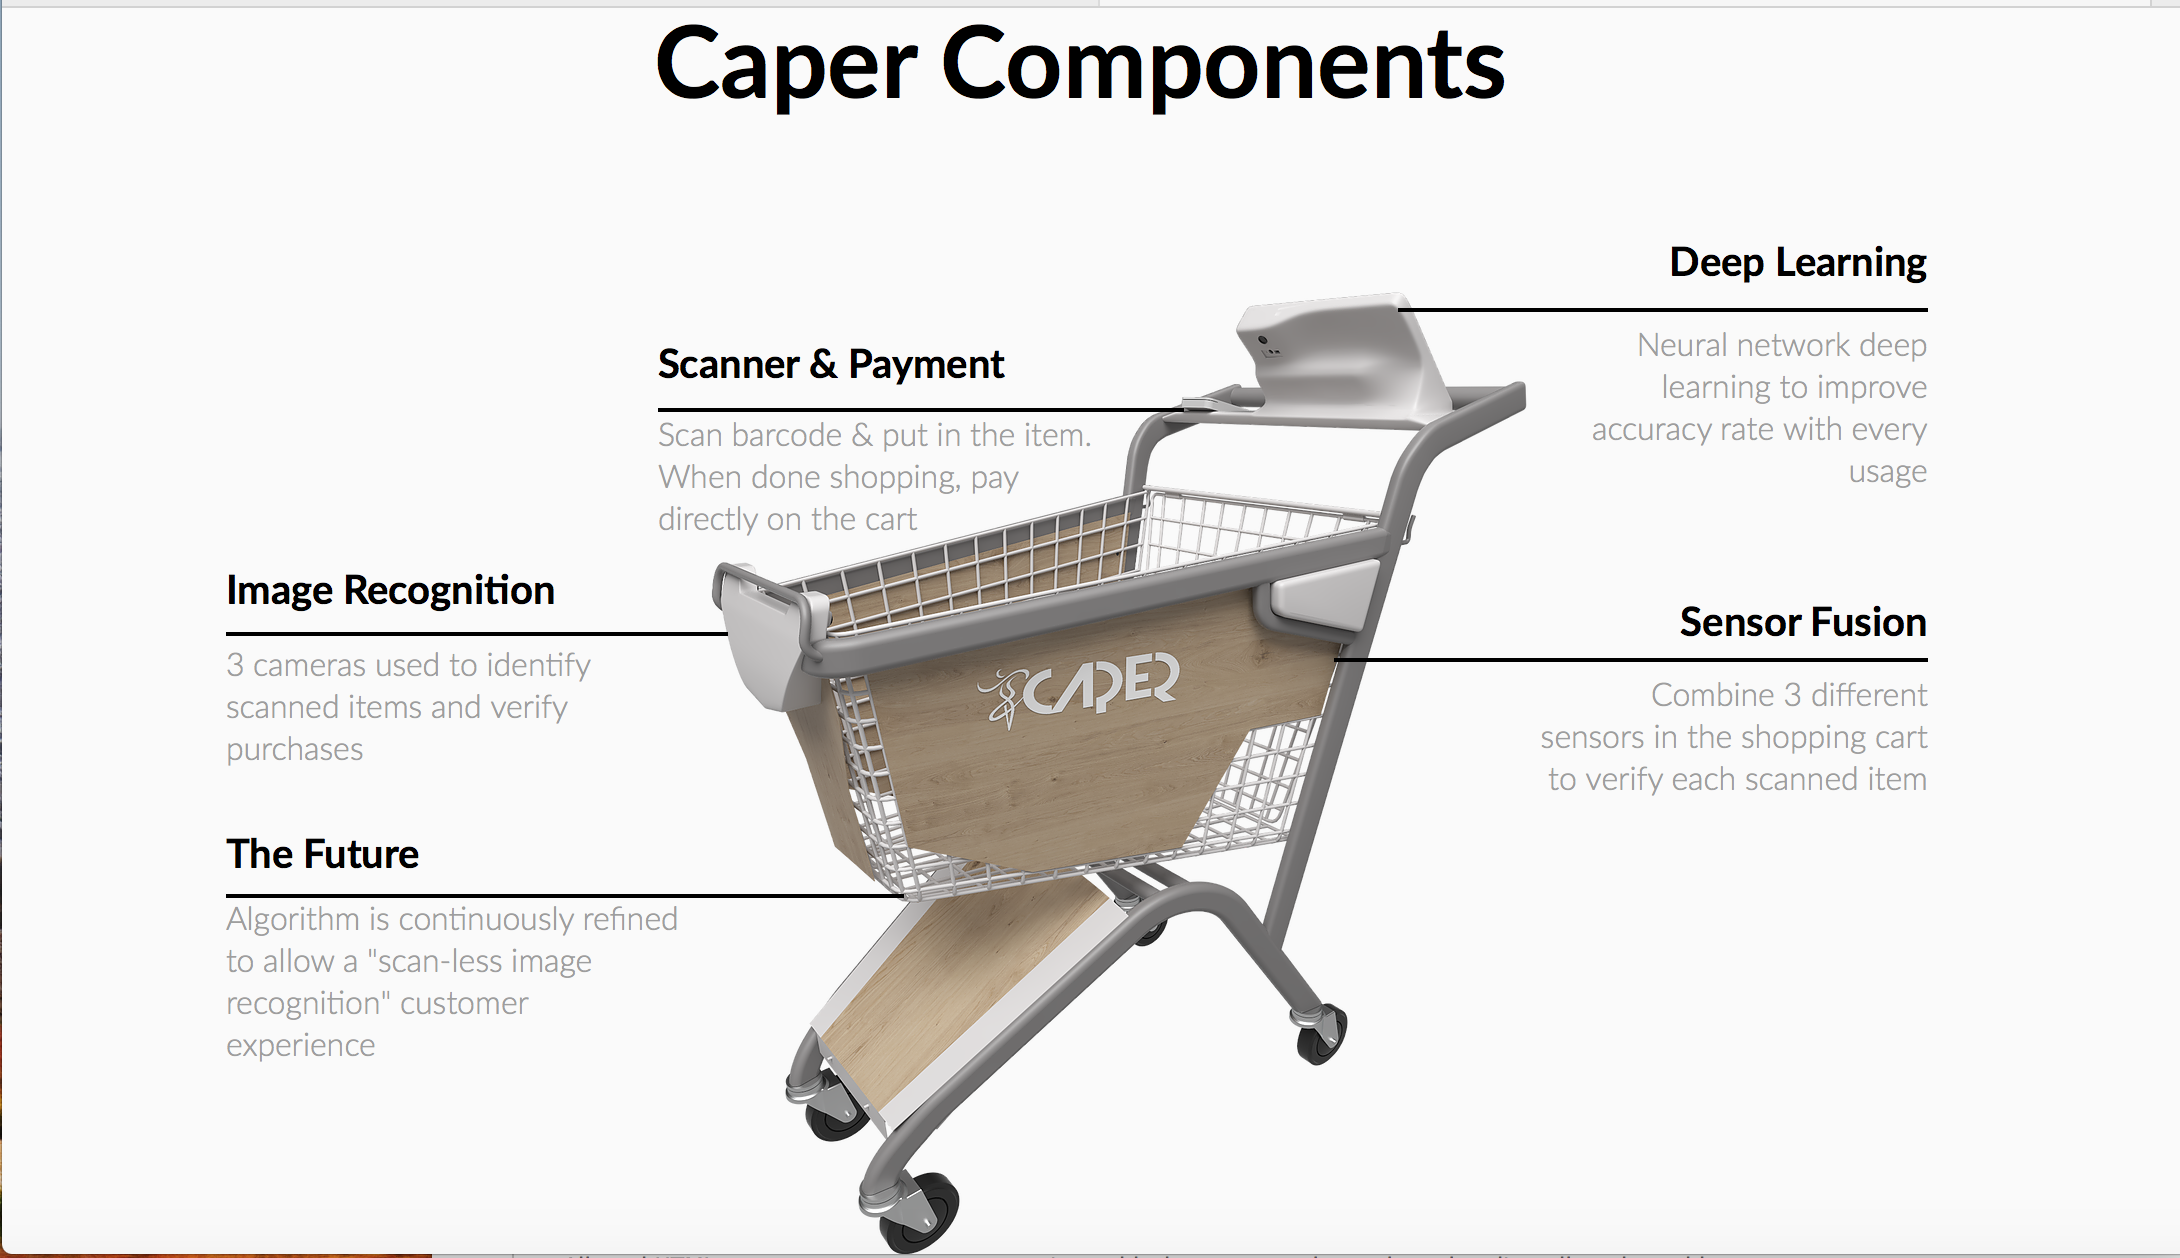 Caper Components
Deep Learning
Neural network deep
learning to improve
accuracy rate with every
usage
Scanner & Payment
Scan barcode & put in the item.
When done shopping, pay
directly on the cart
Image Recognition
3 cameras used to identify
scanned items and verify
purchases
CAPER
Sensor Fusion
Combine 3 different
sensors in the shopping cart
to verify each scanned item
The Future
Algorithm is continuously refined
to allow a "scan-less image
recognition" customer
experience